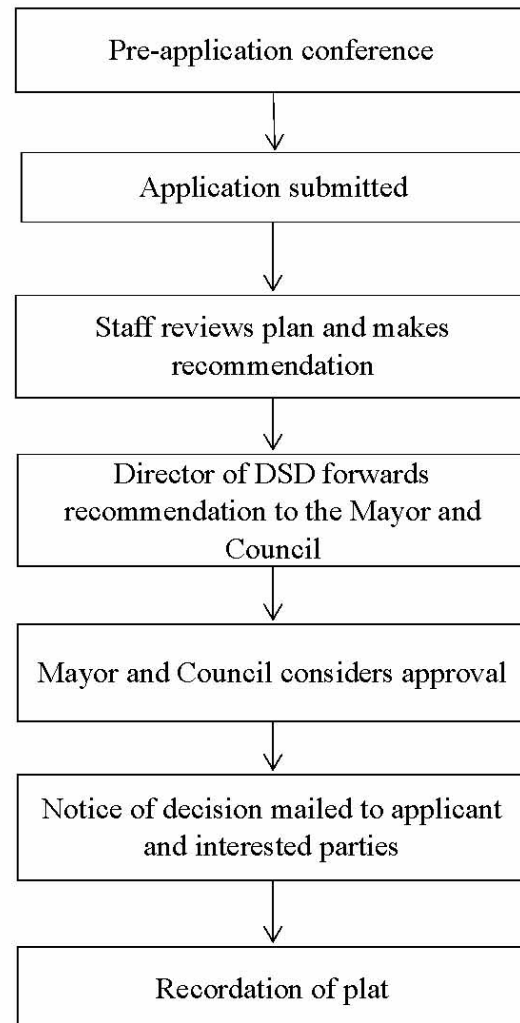 Pre-application conference
Application submitted
Staff reviews plan and makes
recommendation
Director of DSD forwards
recommendation to the Mayor and
Council
Mayor and Council considers approval
Notice of decision mailed to applicant
and interested parties
Recordation of plat